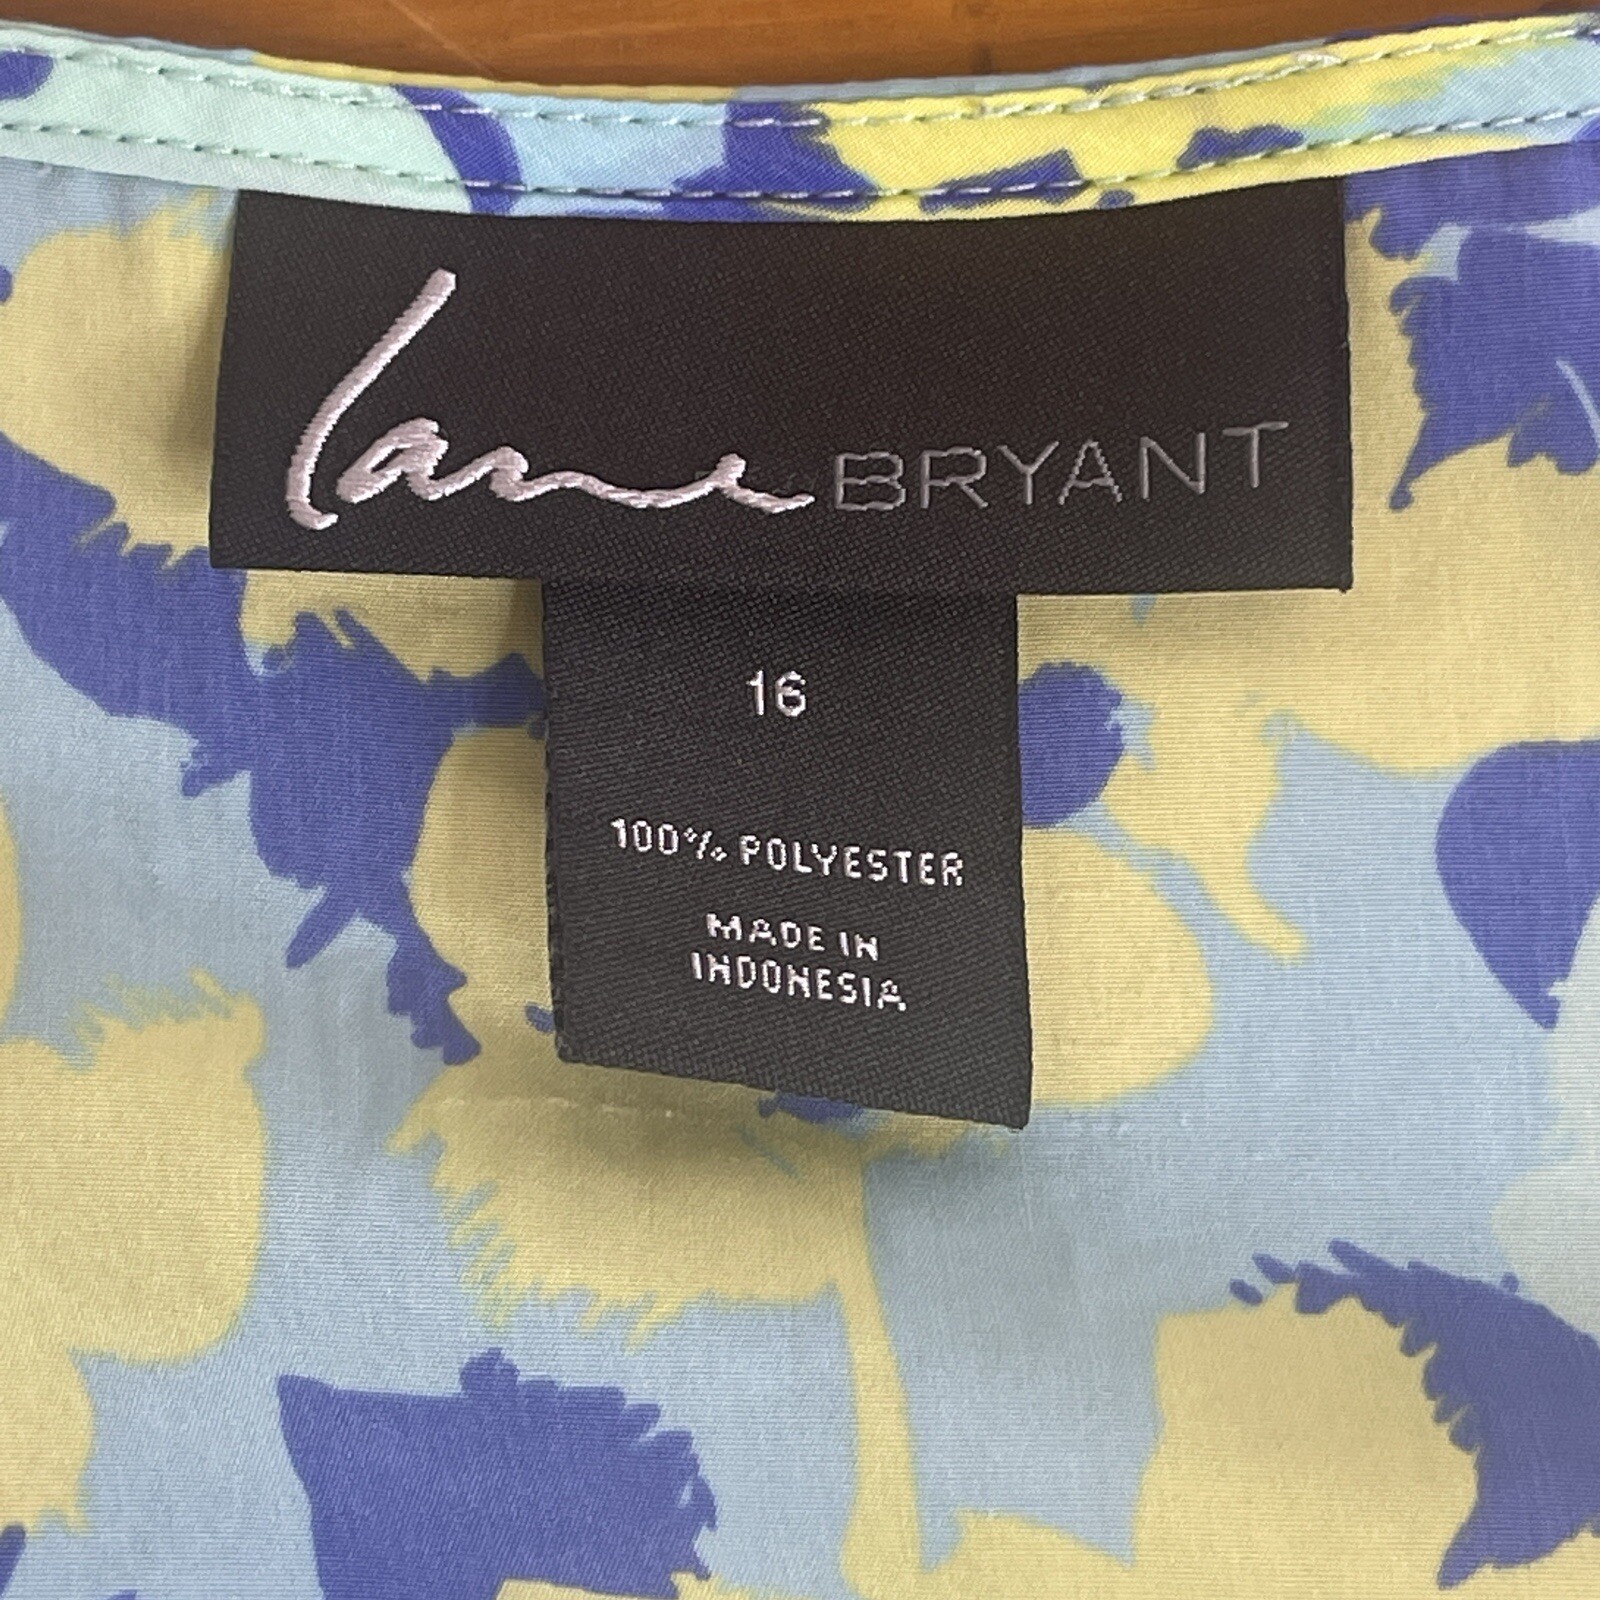 Lane BRYANT
16
100% POLYESTER
MADE IN
INDONESIA